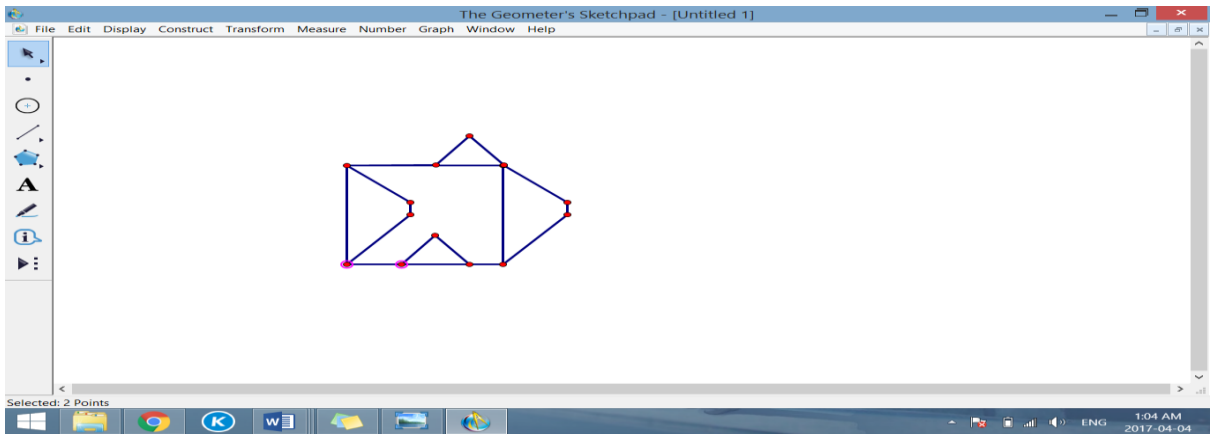 The Geometer's Sketchpad - [Untitled 1]
File Edit Display Construct Transform Measure Number Graph Window Help
A
Selected: 2 Points
K
W
ENG
1:04 AM
2017-04-04